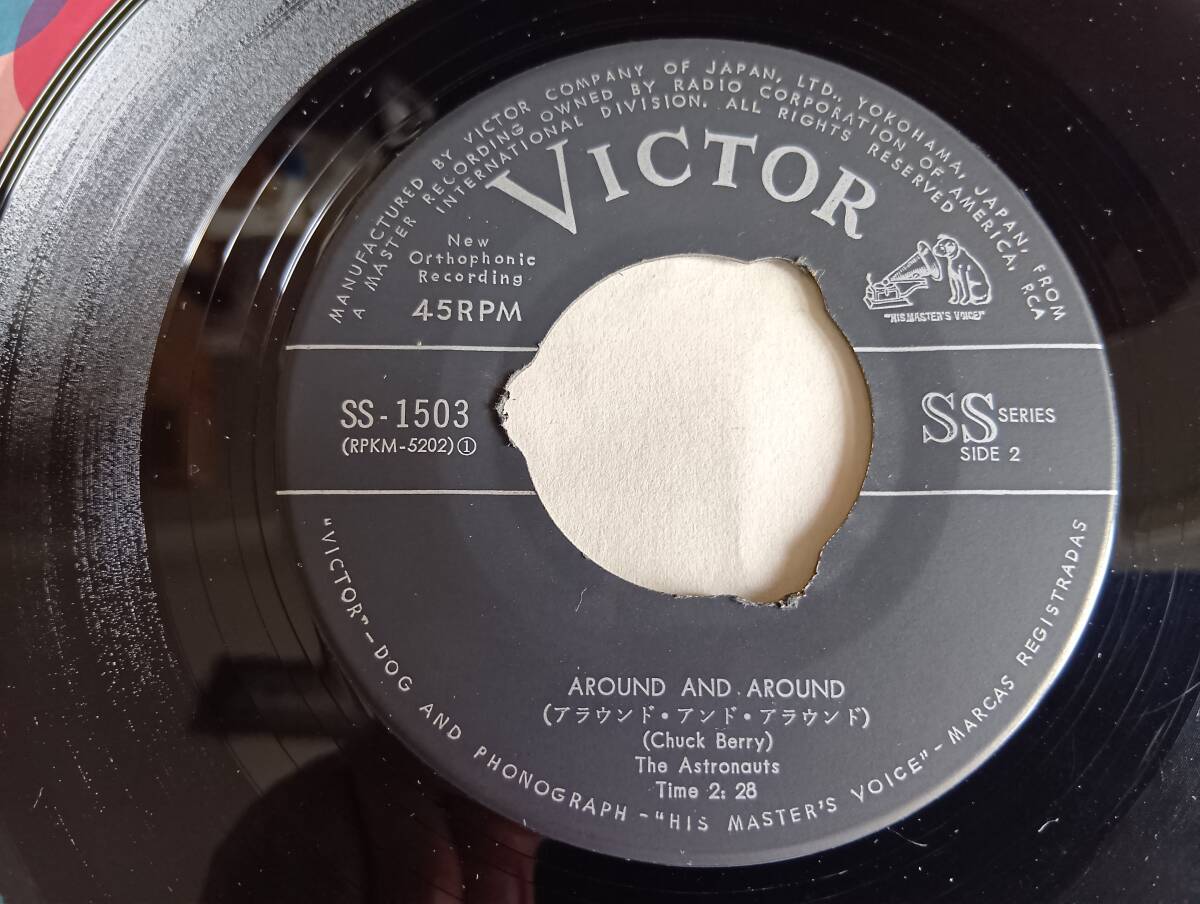 MANUFACTURED BY VICTOR COMPANY OF JAPAN, LTD, YOKOHAMA, JAPAN, FROM
A MASTER RECORDING OWNED BY RADIO CORPORATION OF AMERICA, RCA
INTERNATIONAL DIVISION. ALL RIGHTS RESERVED
VICTOR
New
Orthophonic
Recording
45RPM
"HIS MASTER'S VOICE"
SS-1503
(RPKM-5202)①
SS SERIES
SIDE 2
AROUND AND AROUND
(アラウンド・アンド・アラウンド)
(Chuck Berry)
The Astronauts
Time 2: 28
"VICTOR"-DOG AND PHONOGRAPH-"HIS MASTER'S VOICE"-MARCAS REGISTRADAS